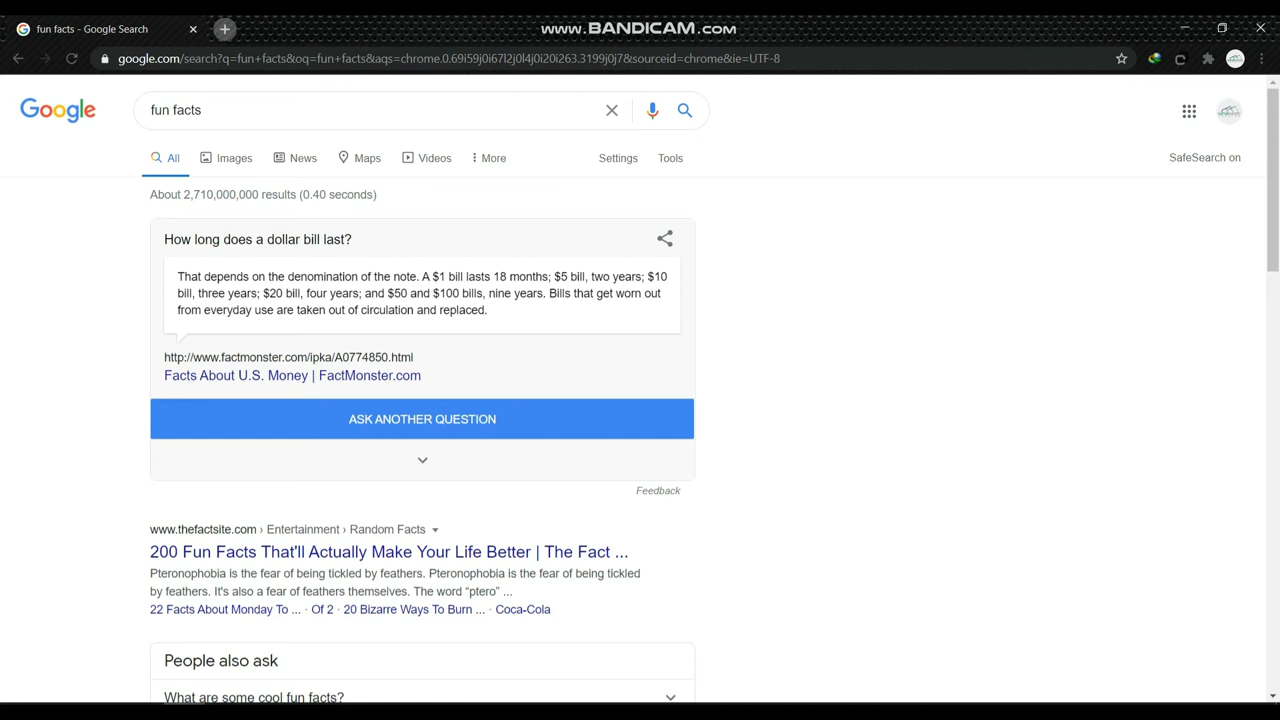 fun facts - Google Search
www.BANDICAM.com
google.com/search?q=fun+facts&oq=fun+facts&aqs=chrome.0.69i59j0i67l2j0l4j0i20i263.3199j0j7&sourceid=chrome&ie=UTF-8
Google
fun facts
All Images News Maps Videos More Settings Tools SafeSearch on
About 2,710,000,000 results (0.40 seconds)
How long does a dollar bill last?
That depends on the denomination of the note. A $1 bill lasts 18 months; $5 bill, two years; $10
bill, three years; $20 bill, four years; and $50 and $100 bills, nine years. Bills that get worn out
from everyday use are taken out of circulation and replaced.
http://www.factmonster.com/ipka/A0774850.html
Facts About U.S. Money | FactMonster.com
ASK ANOTHER QUESTION
Feedback
www.thefactsite.com › Entertainment › Random Facts
200 Fun Facts That'll Actually Make Your Life Better | The Fact ...
Pteronophobia is the fear of being tickled by feathers. Pteronophobia is the fear of being tickled
by feathers. It's also a fear of feathers themselves. The word “ptero” ...
22 Facts About Monday To ... · Of 2 · 20 Bizarre Ways To Burn ... · Coca-Cola
People also ask
What are some cool fun facts?